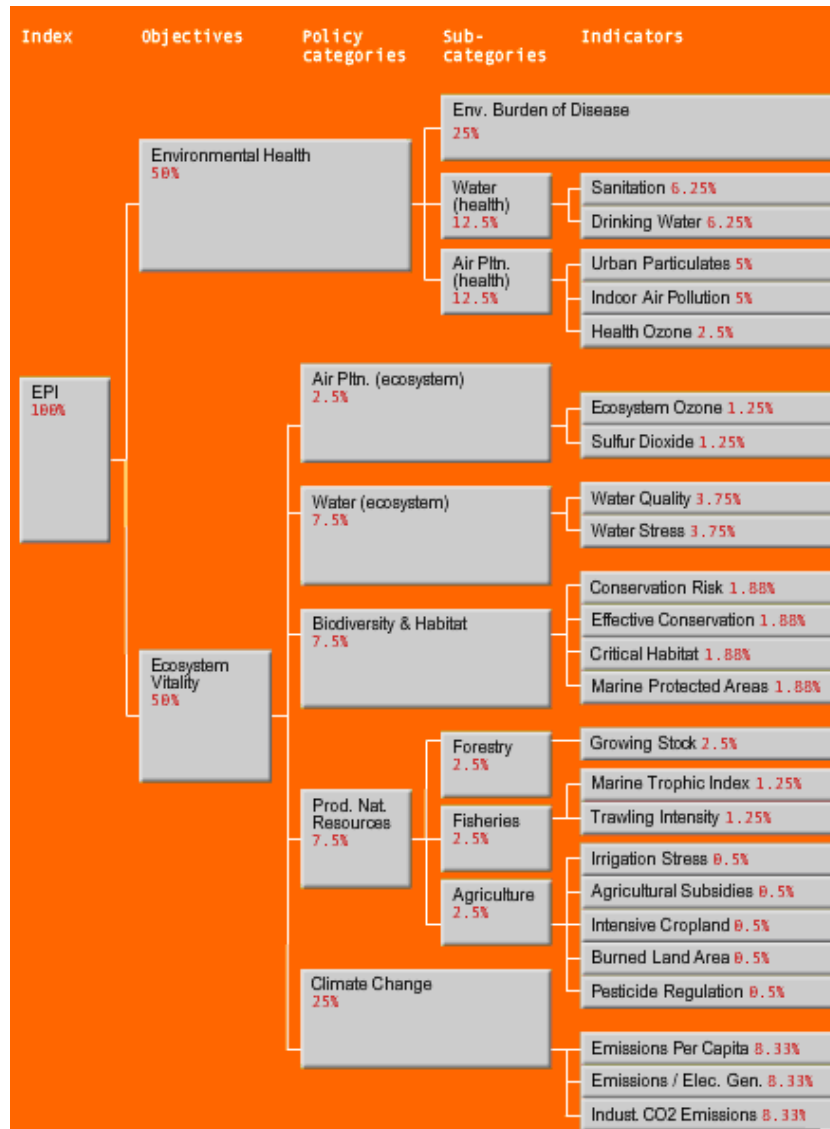 Index Objectives Policy Sub- Indicators
categories categories
Env. Burden of Disease
25%
Environmental Health
50%
Water
(health)
12.5%
Sanitation 6.25%
Drinking Water 6.25%
Air Pltn.
(health)
12.5%
Urban Particulates 5%
Indoor Air Pollution 5%
Health Ozone 2.5%
EPI
100%
Air Pltn. (ecosystem)
2.5%
Ecosystem Ozone 1.25%
Sulfur Dioxide 1.25%
Water (ecosystem)
7.5%
Water Quality 3.75%
Water Stress 3.75%
Biodiversity & Habitat
7.5%
Conservation Risk 1.88%
Effective Conservation 1.88%
Critical Habitat 1.88%
Marine Protected Areas 1.88%
Ecosystem
Vitality
50%
Forestry
2.5%
Growing Stock 2.5%
Prod. Nat.
Resources
7.5%
Fisheries
2.5%
Marine Trophic Index 1.25%
Trawling Intensity 1.25%
Agriculture
2.5%
Irrigation Stress 0.5%
Agricultural Subsidies 0.5%
Intensive Cropland 0.5%
Burned Land Area 0.5%
Pesticide Regulation 0.5%
Climate Change
25%
Emissions Per Capita 8.33%
Emissions / Elec. Gen. 8.33%
Indust. CO2 Emissions 8.33%